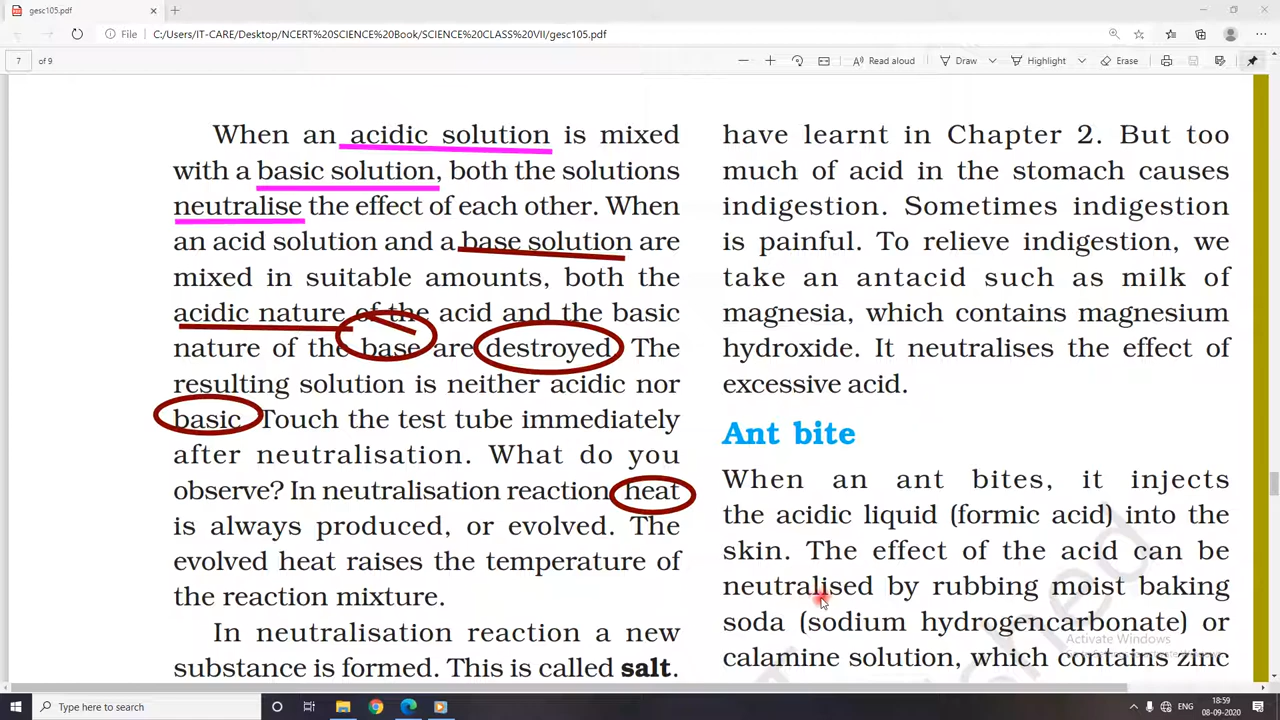 gesc105.pdf
File
C:/Users/IT-CARE/Desktop/NCERT%20SCIENCE%20Book/SCIENCE%20CLASS%20VII/gesc105.pdf
7 of 9
Read aloud
Draw
Highlight
Erase
When an acidic solution is mixed
with a basic solution, both the solutions
neutralise the effect of each other. When
an acid solution and a base solution are
mixed in suitable amounts, both the
acidic nature of the acid and the basic
nature of the base are destroyed. The
resulting solution is neither acidic nor
basic. Touch the test tube immediately
after neutralisation. What do you
observe? In neutralisation reaction, heat
is always produced, or evolved. The
evolved heat raises the temperature of
the reaction mixture.
In neutralisation reaction a new
substance is formed. This is called salt.
have learnt in Chapter 2. But too
much of acid in the stomach causes
indigestion. Sometimes indigestion
is painful. To relieve indigestion, we
take an antacid such as milk of
magnesia, which contains magnesium
hydroxide. It neutralises the effect of
excessive acid.
Ant bite
When an ant bites, it injects
the acidic liquid (formic acid) into the
skin. The effect of the acid can be
neutralised by rubbing moist baking
soda (sodium hydrogencarbonate) or
calamine solution, which contains zinc
Activate Windows
Type here to search
ENG
18:59
08-09-2020